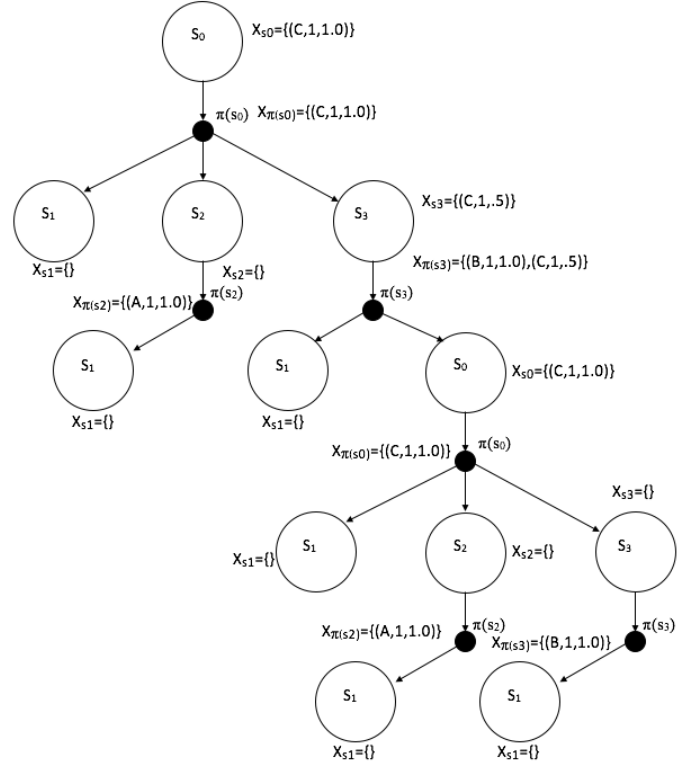 S0 Xs0={(C,1,1.0)}
π(s0) Xπ(s0)={(C,1,1.0)}
S1 S2 S3 Xs3={(C,1,.5)}
Xs1={} Xs2={} Xπ(s3)={(B,1,1.0),(C,1,.5)}
Xπ(s2)={(A,1,1.0)} π(s2) π(s3)
S1 S1 S0 Xs0={(C,1,1.0)}
Xs1={} Xs1={}
Xπ(s0)={(C,1,1.0)} π(s0)
Xs3={}
S1 S2 S3
Xs1={} Xs2={}
Xπ(s2)={(A,1,1.0)} π(s2) Xπ(s3)={(B,1,1.0)} π(s3)
S1 S1
Xs1={} Xs1={}